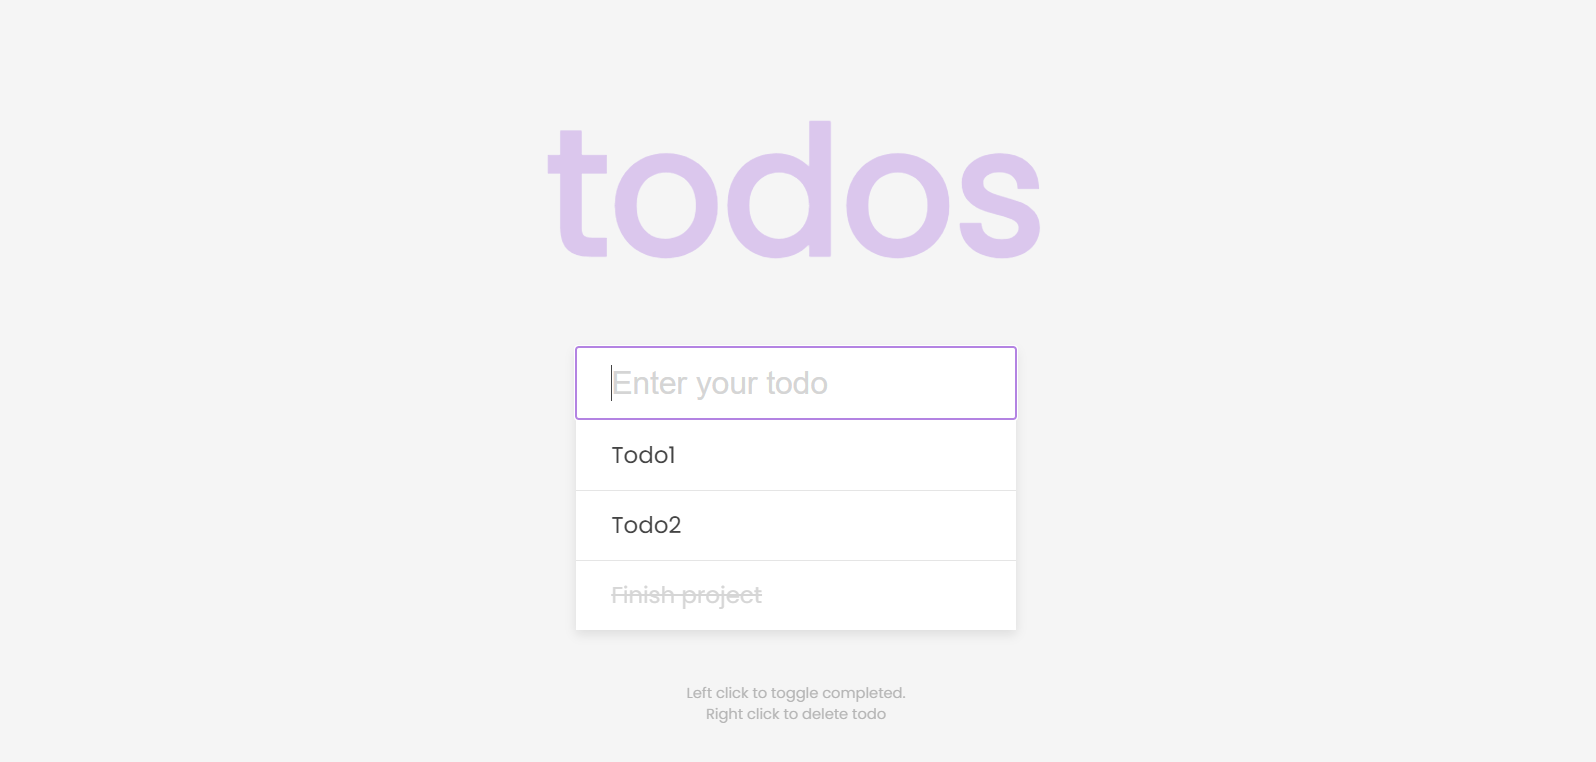 todos
Enter your todo
Todo1
Todo2
Finish project
Left click to toggle completed.
Right click to delete todo